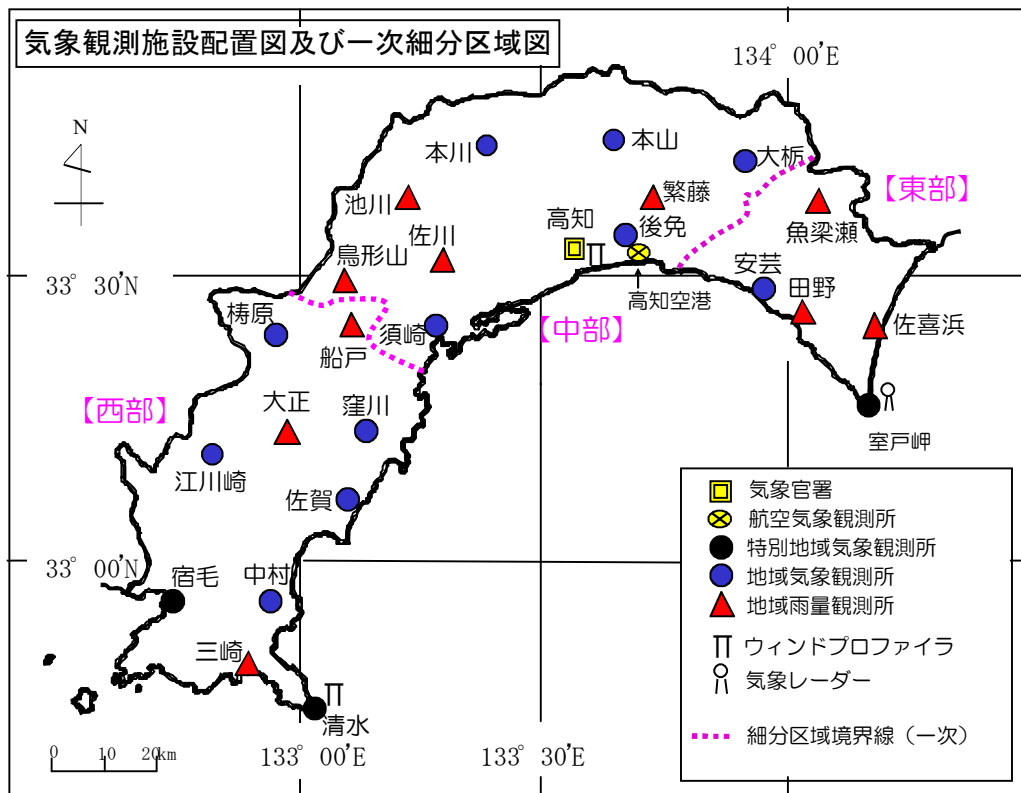 気象観測施設配置図及び一次細分区域図
134° 00'E
N
本川
本山
大栃
【東部】
池川
繁藤
魚梁瀬
佐川
高知
後免
鳥形山
安芸
33° 30'N
高知空港
田野
梼原
須崎
【中部】
佐喜浜
船戸
【西部】
大正
窪川
室戸岬
江川崎
佐賀
気象官署
航空気象観測所
特別地域気象観測所
地域気象観測所
地域雨量観測所
ウィンドプロファイラ
気象レーダー
細分区域境界線（一次）
33° 00'N
宿毛
中村
三崎
清水
0 10 20km
133° 00'E
133° 30'E